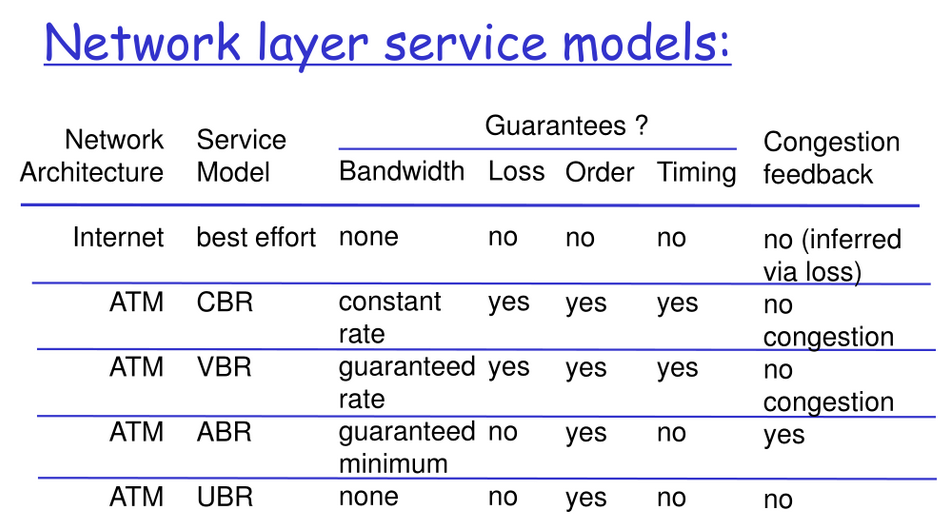 Network layer service models:
Guarantees ?
Network Architecture Service Model Bandwidth Loss Order Timing Congestion feedback
Internet best effort none no no no no (inferred via loss)
ATM CBR constant rate yes yes yes no congestion
ATM VBR guaranteed rate yes yes yes no congestion
ATM ABR guaranteed minimum no yes no yes
ATM UBR none no yes no no